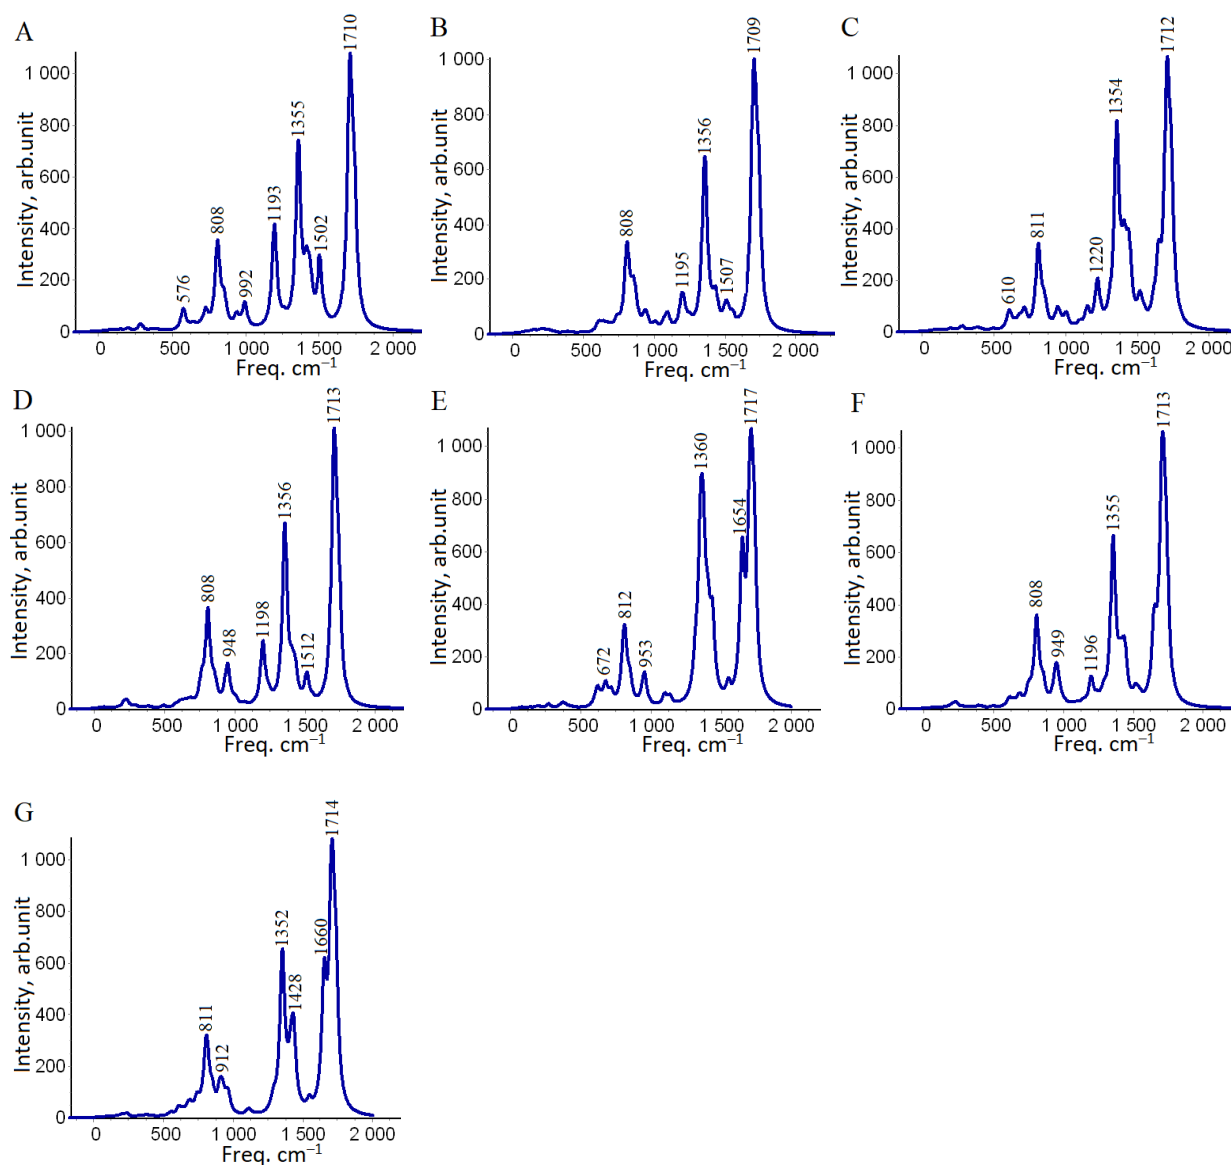 A
Intensity, arb.unit
1 000
800
600
400
200
0
576
808
992
1193
1355
1502
1710
0 500 1 000 1 500 2 000
Freq. cm⁻¹
B
Intensity, arb.unit
1 000
800
600
400
200
0
808
1195
1356
1507
1709
0 500 1 000 1 500 2 000
Freq. cm⁻¹
C
Intensity, arb.unit
1 000
800
600
400
200
0
610
811
1220
1354
1712
0 500 1 000 1 500 2 000
Freq. cm⁻¹
D
Intensity, arb.unit
1 000
800
600
400
200
0
808
948
1198
1356
1512
1713
0 500 1 000 1 500 2 000
Freq. cm⁻¹
E
Intensity, arb.unit
1 000
800
600
400
200
0
672
812
953
1360
1654
1717
0 500 1 000 1 500 2 000
Freq. cm⁻¹
F
Intensity, arb.unit
1 000
800
600
400
200
0
808
949
1196
1355
1713
0 500 1 000 1 500 2 000
Freq. cm⁻¹
G
Intensity, arb.unit
1 000
800
600
400
200
0
811
912
1352
1428
1660
1714
0 500 1 000 1 500 2 000
Freq. cm⁻¹